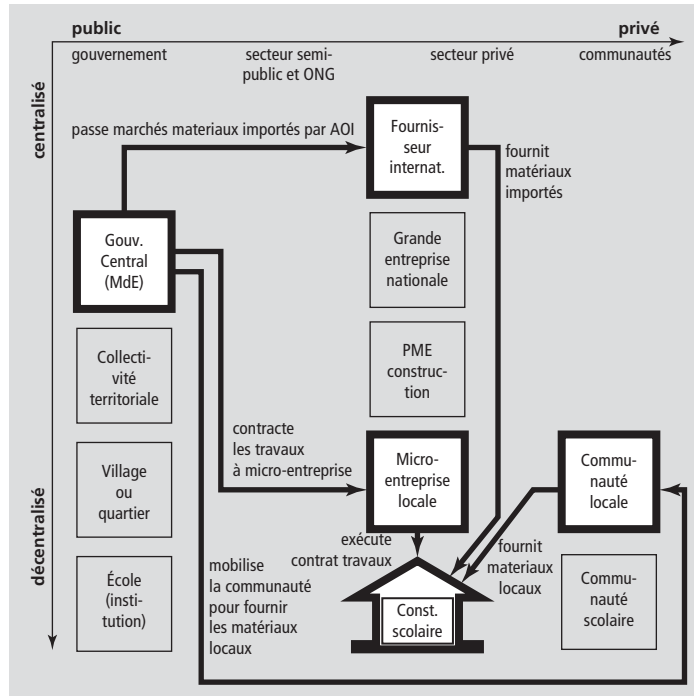 public
privé
gouvernement
secteur semi-
public et ONG
secteur privé
communautés
centralisé
décentralisé
passe marchés materiaux importés par AOI
Fournis-
seur
internat.
fournit
matériaux
importés
Gouv.
Central
(MdE)
Grande
entreprise
nationale
Collecti-
vité
territoriale
PME
construc-
tion
contracte
les travaux
à micro-entreprise
Village
ou
quartier
Micro-
entreprise
locale
Commu-
nauté
locale
exécute
contrat travaux
fournit
materiaux
locaux
École
(insti-
tution)
mobilise
la communauté
pour fournir
les matériaux
locaux
Const.
scolaire
Commu-
nauté
scolaire